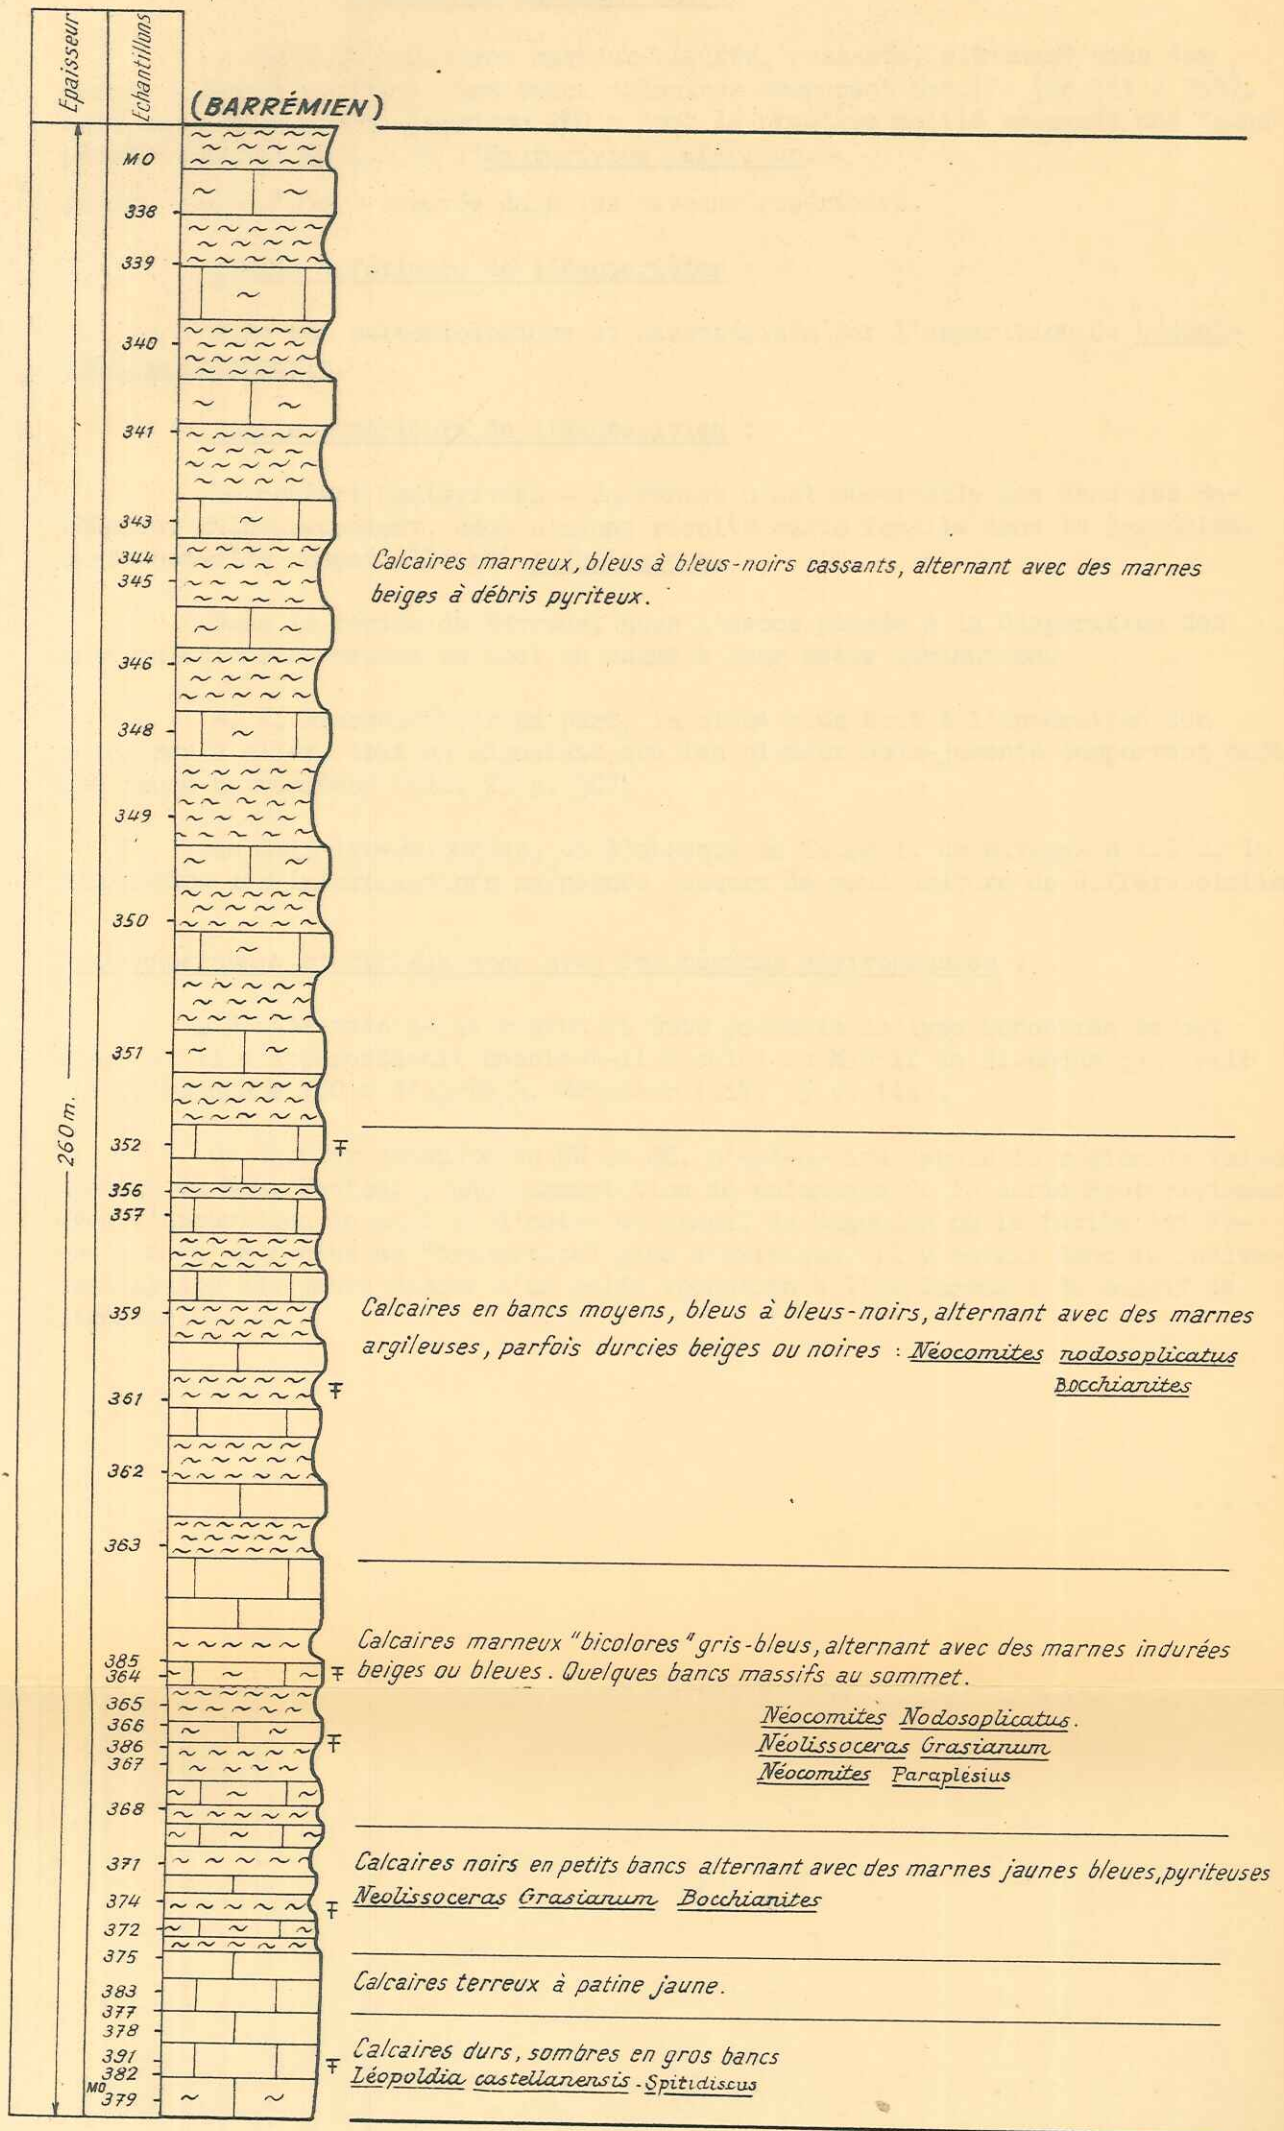 Epaisseur
Echantillons
(BARRÉMIEN)
MO
338
339
340
341
343
344
345
Calcaires marneux, bleus à bleus-noirs cassants, alternant avec des marnes
beiges à débris pyriteux.
346
348
349
350
351
260m.
352
356
357
359
Calcaires en bancs moyens, bleus à bleus-noirs, alternant avec des marnes
argileuses, parfois durcies beiges ou noires : Néocomites nodosoplicatus
Bocchianites
361
362
363
Calcaires marneux "bicolores" gris-bleus, alternant avec des marnes indurées
385
364
beiges ou bleues. Quelques bancs massifs au sommet.
365
366
386
367
Néocomites Nodosoplicatus.
Néolissoceras Grasianum
Néocomites Paraplésius
368
371
Calcaires noirs en petits bancs alternant avec des marnes jaunes bleues, pyriteuses
374
Neolissoceras Grasianum Bocchianites
372
375
383
Calcaires terreux à patine jaune.
377
378
391
Calcaires durs, sombres en gros bancs
382
Léopoldia castellanensis - Spitidiscus
MO
379